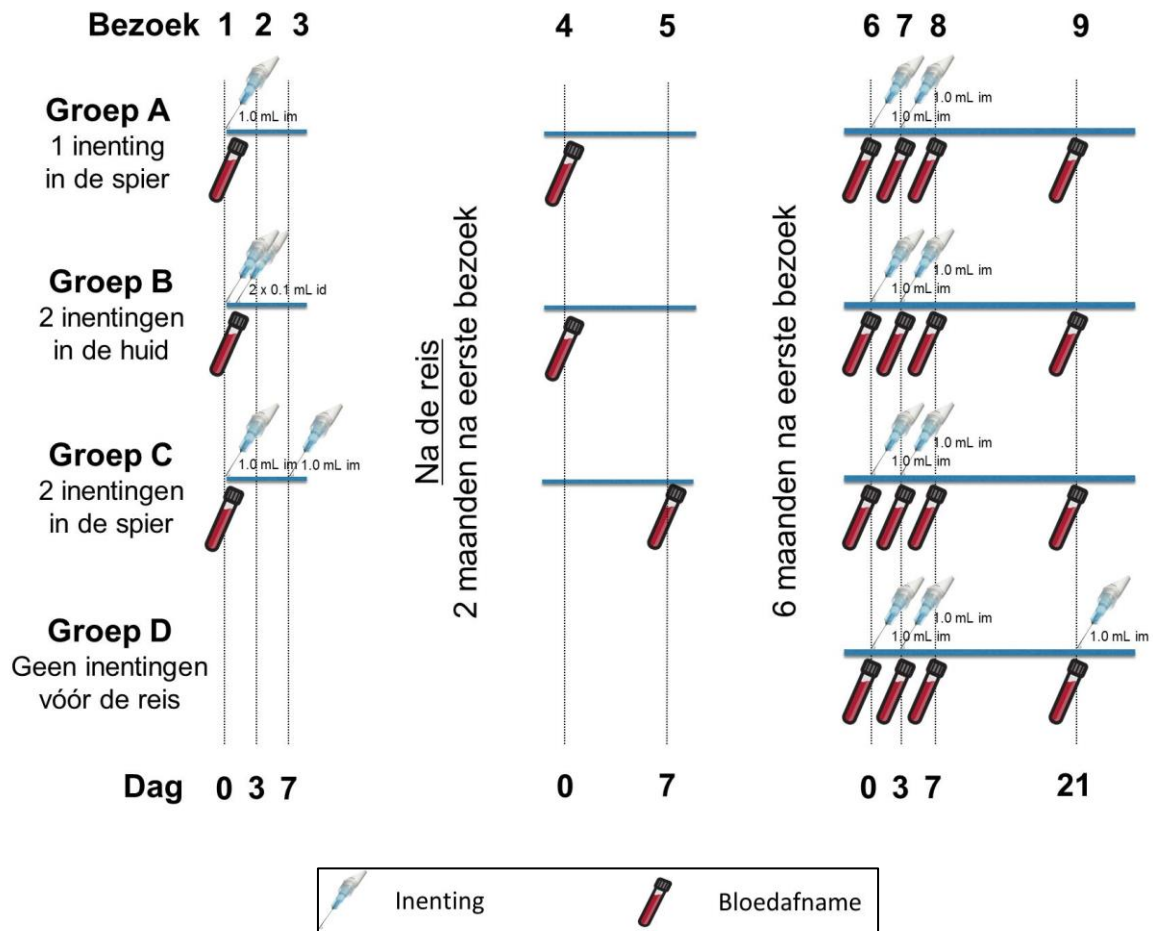 Bezoek 1 2 3 4 5 6 7 8 9
Groep A
1 inenting
in de spier
1.0 mL im
1.0 mL im
1.0 mL im
Groep B
2 inentingen
in de huid
2 x 0.1 mL id
1.0 mL im
1.0 mL im
Groep C
2 inentingen
in de spier
1.0 mL im 1.0 mL im
1.0 mL im
1.0 mL im
Groep D
Geen inentingen
vóór de reis
1.0 mL im
1.0 mL im
1.0 mL im
Na de reis
2 maanden na eerste bezoek
6 maanden na eerste bezoek
Dag 0 3 7 0 7 0 3 7 21
Inenting Bloedafname